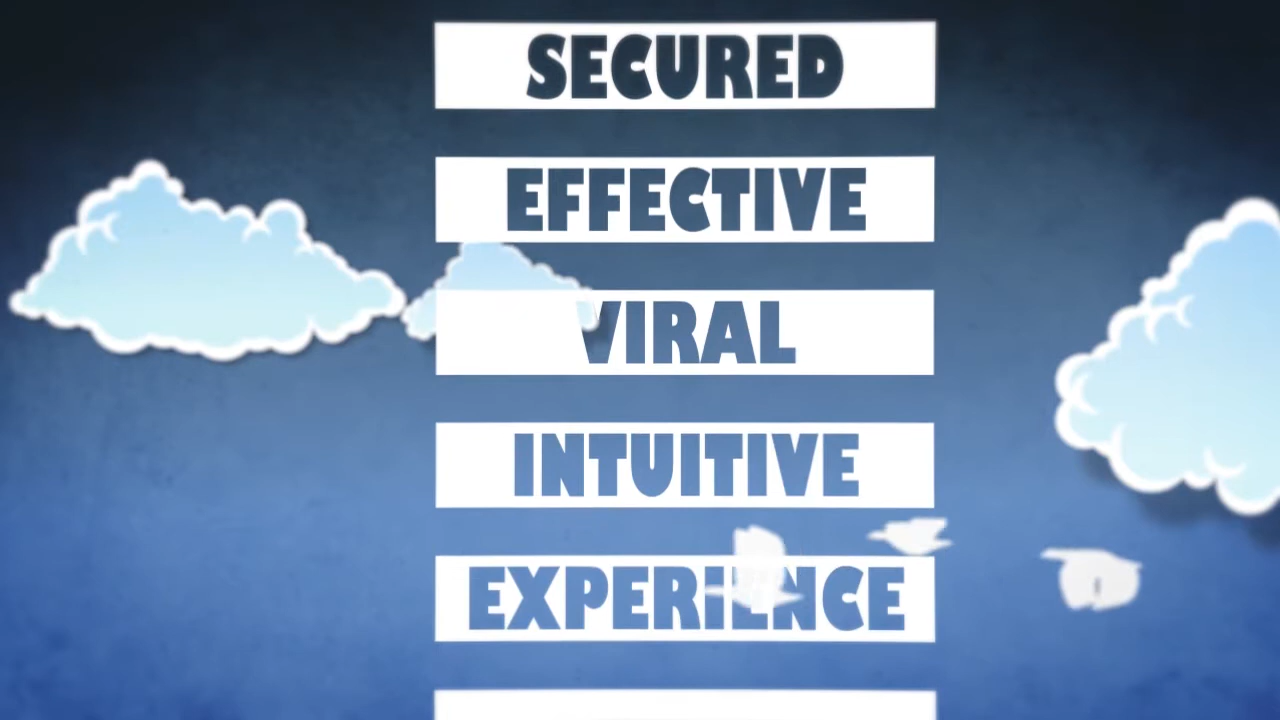 SECURED
EFFECTIVE
VIRAL
INTUITIVE
EXPERIENCE